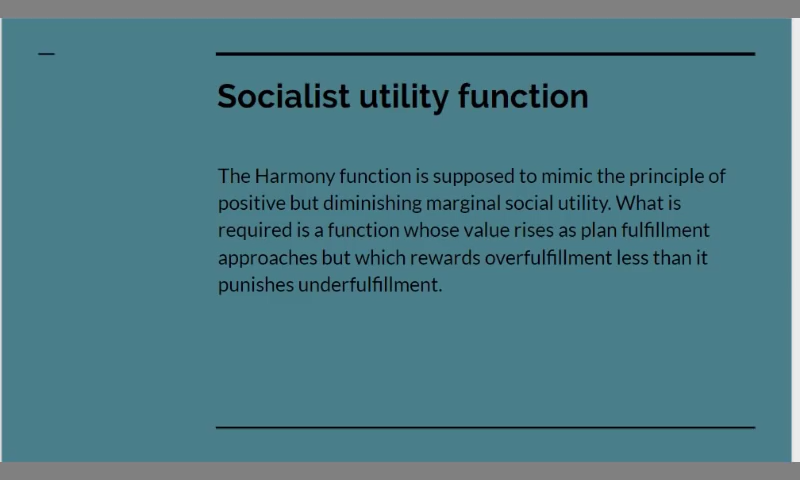 Socialist utility function
The Harmony function is supposed to mimic the principle of
positive but diminishing marginal social utility. What is
required is a function whose value rises as plan fulfillment
approaches but which rewards overfulfillment less than it
punishes underfulfillment.